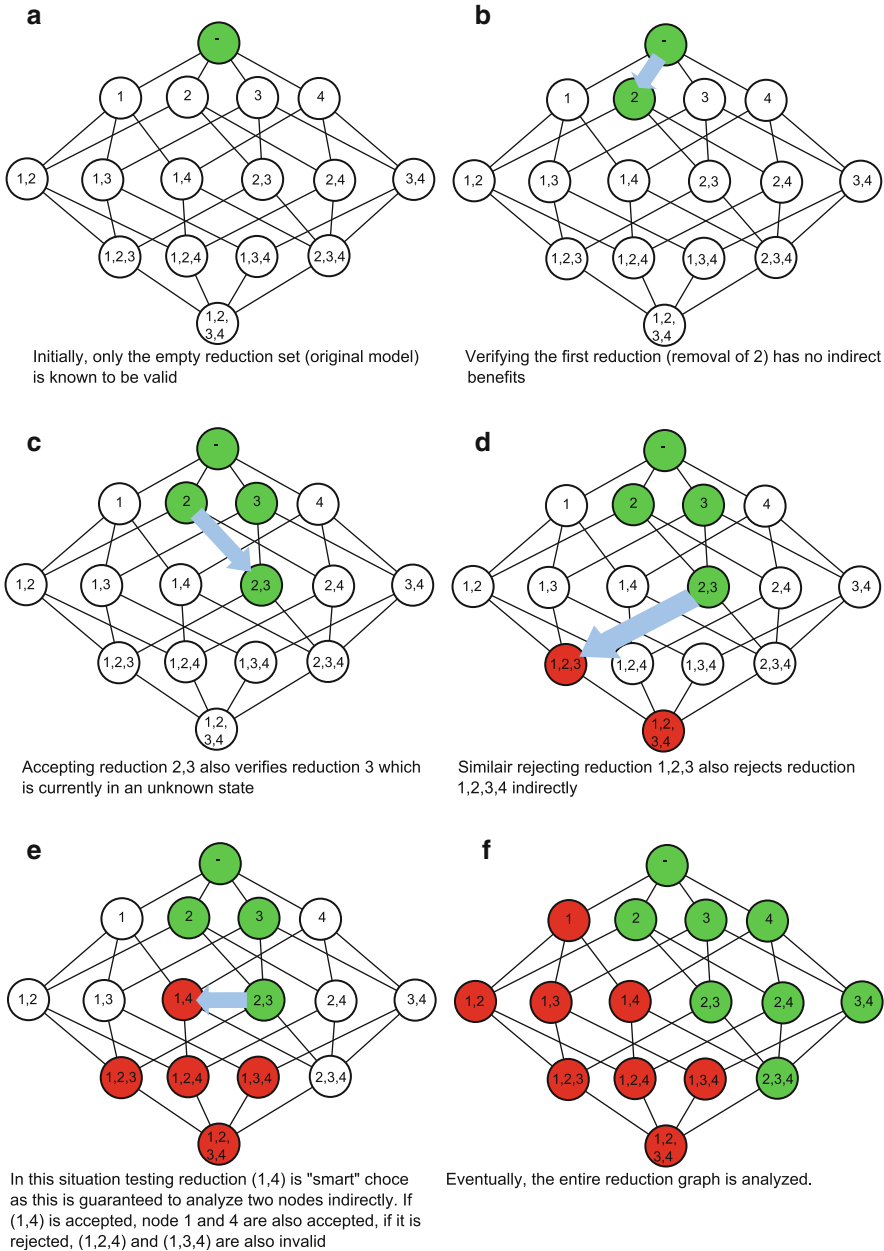 a
-
1 2 3 4
1,2 1,3 1,4 2,3 2,4 3,4
1,2,3 1,2,4 1,3,4 2,3,4
1,2,
3,4
Initially, only the empty reduction set (original model)
is known to be valid
b
-
1 2 3 4
1,2 1,3 1,4 2,3 2,4 3,4
1,2,3 1,2,4 1,3,4 2,3,4
1,2,
3,4
Verifying the first reduction (removal of 2) has no indirect
benefits
c
-
1 2 3 4
1,2 1,3 1,4 2,3 2,4 3,4
1,2,3 1,2,4 1,3,4 2,3,4
1,2,
3,4
Accepting reduction 2,3 also verifies reduction 3 which
is currently in an unknown state
d
-
1 2 3 4
1,2 1,3 1,4 2,3 2,4 3,4
1,2,3 1,2,4 1,3,4 2,3,4
1,2,
3,4
Similair rejecting reduction 1,2,3 also rejects reduction
1,2,3,4 indirectly
e
-
1 2 3 4
1,2 1,3 1,4 2,3 2,4 3,4
1,2,3 1,2,4 1,3,4 2,3,4
1,2,
3,4
In this situation testing reduction (1,4) is "smart" choce
as this is guaranteed to analyze two nodes indirectly. If
(1,4) is accepted, node 1 and 4 are also accepted, if it is
rejected, (1,2,4) and (1,3,4) are also invalid
f
-
1 2 3 4
1,2 1,3 1,4 2,3 2,4 3,4
1,2,3 1,2,4 1,3,4 2,3,4
1,2,
3,4
Eventually, the entire reduction graph is analyzed.